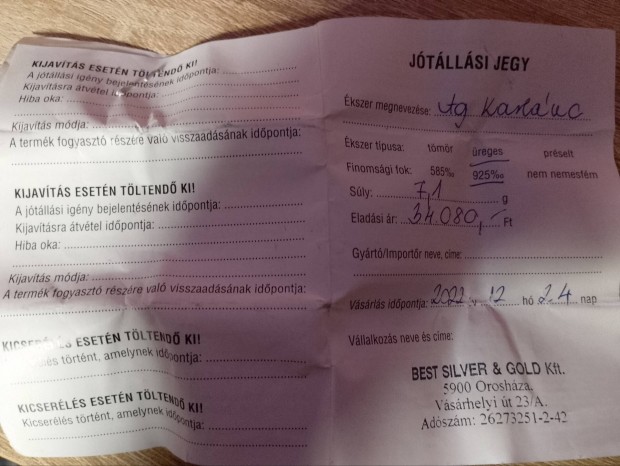 KIJAVÍTÁS ESETÉN TÖLTENDŐ KI!
A jótállási igény bejelentésének időpontja:
Kijavításra átvétel időpontja:
Hiba oka:
Kijavítás módja:
A termék fogyasztó részére való visszaadásának időpontja:
KIJAVÍTÁS ESETÉN TÖLTENDŐ KI!
A jótállási igény bejelentésének időpontja:
Kijavításra átvétel időpontja:
Hiba oka:
Kijavítás módja:
A termék fogyasztó részére való visszaadásának időpontja:
KICSERÉLÉS ESETÉN TÖLTENDŐ KI!
történt, amelynek időpontja:
KICSERÉLÉS ESETÉN TÖLTENDŐ KI!
Kicserélés történt, amelynek időpontja:
JÓTÁLLÁSI JEGY
Ékszer megnevezése: Ag Karlánc
Ékszer típusa: tömör üreges préselt
Finomsági fok: 585‰ 925‰ nem nemesfém
Súly: 7,1 g
Eladási ár: 34080,- Ft
Gyártó/Importőr neve, címe:
Vásárlás időpontja: 2022 év 12 hó 24 nap
Vállalkozás neve és címe:
BEST SILVER & GOLD Kft.
5900 Orosháza,
Vásárhelyi út 23/A.
Adószám: 26273251-2-42